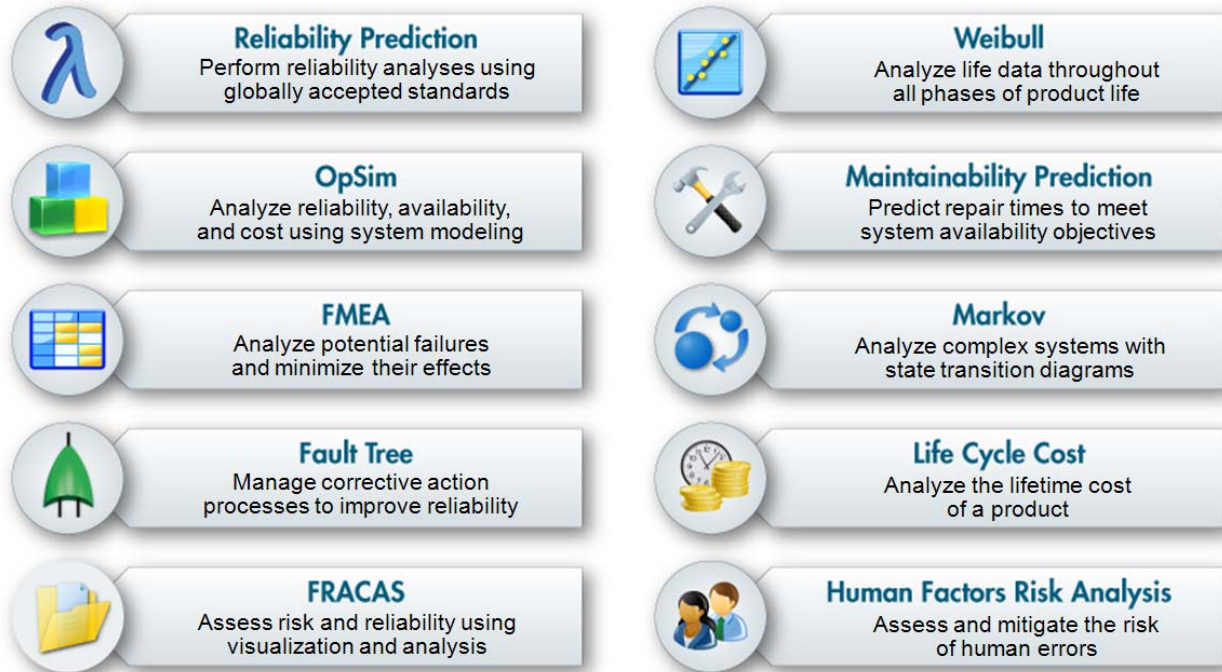 Reliability Prediction
Perform reliability analyses using
globally accepted standards
OpSim
Analyze reliability, availability,
and cost using system modeling
FMEA
Analyze potential failures
and minimize their effects
Fault Tree
Manage corrective action
processes to improve reliability
FRACAS
Assess risk and reliability using
visualization and analysis
Weibull
Analyze life data throughout
all phases of product life
Maintainability Prediction
Predict repair times to meet
system availability objectives
Markov
Analyze complex systems with
state transition diagrams
Life Cycle Cost
Analyze the lifetime cost
of a product
Human Factors Risk Analysis
Assess and mitigate the risk
of human errors